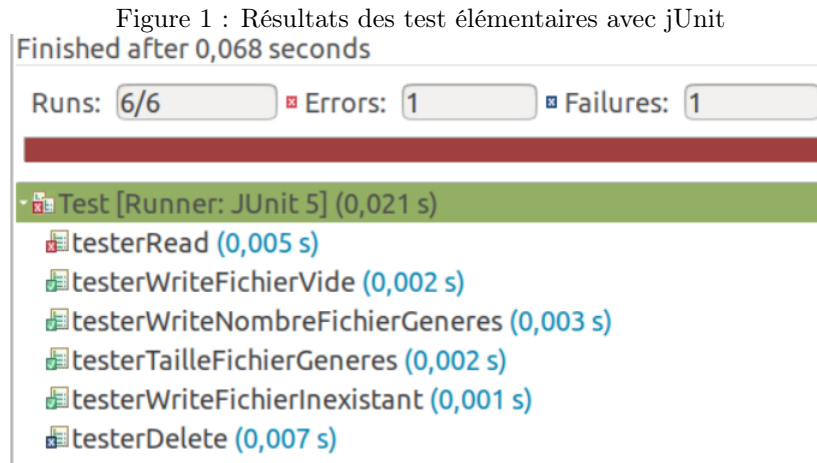 Figure 1 : Résultats des test élémentaires avec jUnit
Finished after 0,068 seconds
Runs: 6/6 Errors: 1 Failures: 1
Test [Runner: JUnit 5] (0,021 s)
testerRead (0,005 s)
testerWriteFichierVide (0,002 s)
testerWriteNombreFichierGeneres (0,003 s)
testerTailleFichierGeneres (0,002 s)
testerWriteFichierInexistant (0,001 s)
testerDelete (0,007 s)